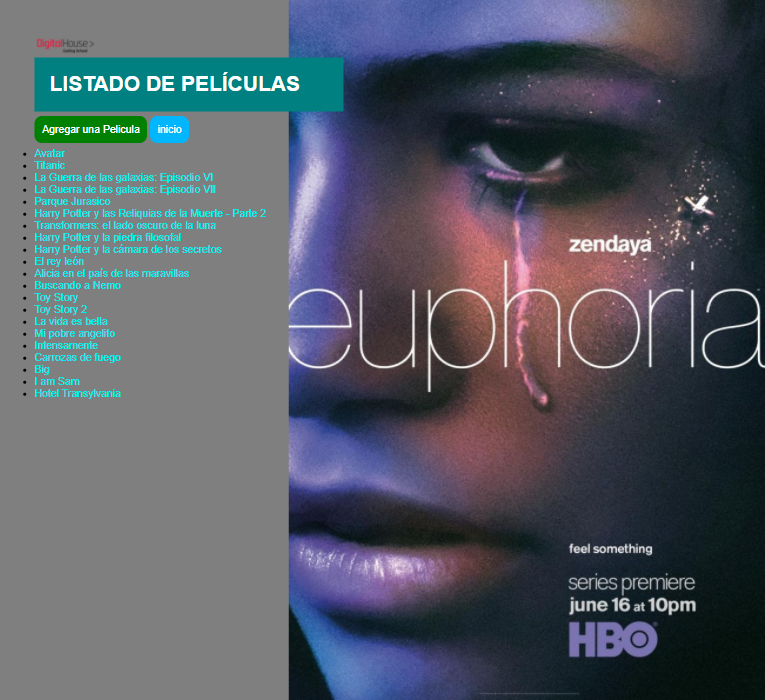 DigitalHouse>
Coding School
LISTADO DE PELÍCULAS
Agregar una Pelicula
inicio
Avatar
Titanic
La Guerra de las galaxias: Episodio VI
La Guerra de las galaxias: Episodio VII
Parque Jurasico
Harry Potter y las Reliquias de la Muerte - Parte 2
Transformers: el lado oscuro de la luna
Harry Potter y la piedra filosofal
Harry Potter y la cámara de los secretos
El rey león
Alicia en el país de las maravillas
Buscando a Nemo
Toy Story
Toy Story 2
La vida es bella
Mi pobre angelito
Intensamente
Carrozas de fuego
Big
I am Sam
Hotel Transylvania
zendaya
euphoria
feel something
series premiere
june 16 at 10pm
HBO